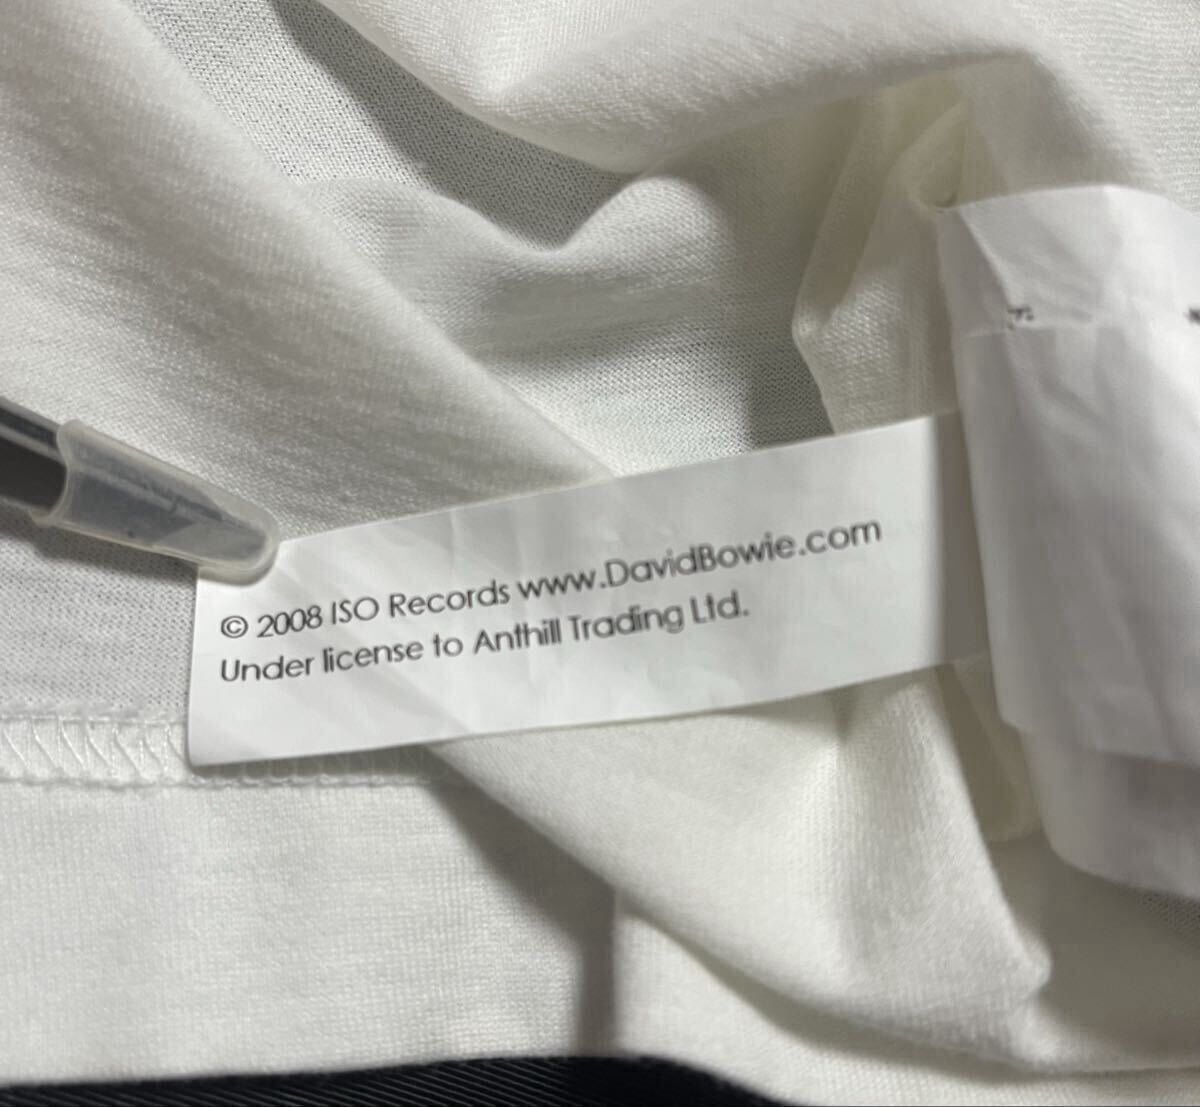 © 2008 ISO Records www.DavidBowie.com
Under license to Anthill Trading Ltd.